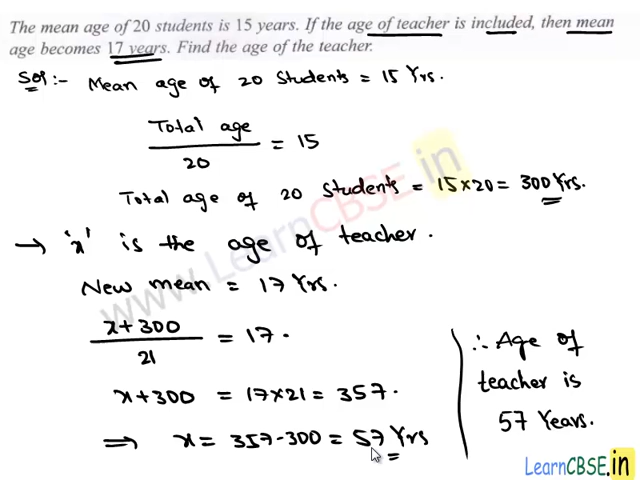 The mean age of 20 students is 15 years. If the age of teacher is included, then mean
age becomes 17 years. Find the age of the teacher.
Sol :- Mean age of 20 Students = 15 Yrs.
Total age / 20 = 15
Total age of 20 Students = 15 × 20 = 300 Yrs.
→ 'x' is the age of teacher.
New mean = 17 Yrs.
x + 300 / 21 = 17.
x + 300 = 17 × 21 = 357.
⇒ x = 357 - 300 = 57 Yrs
∴ Age of
teacher is
57 Years.
www.LearnCBSE.in
LearnCBSE.in